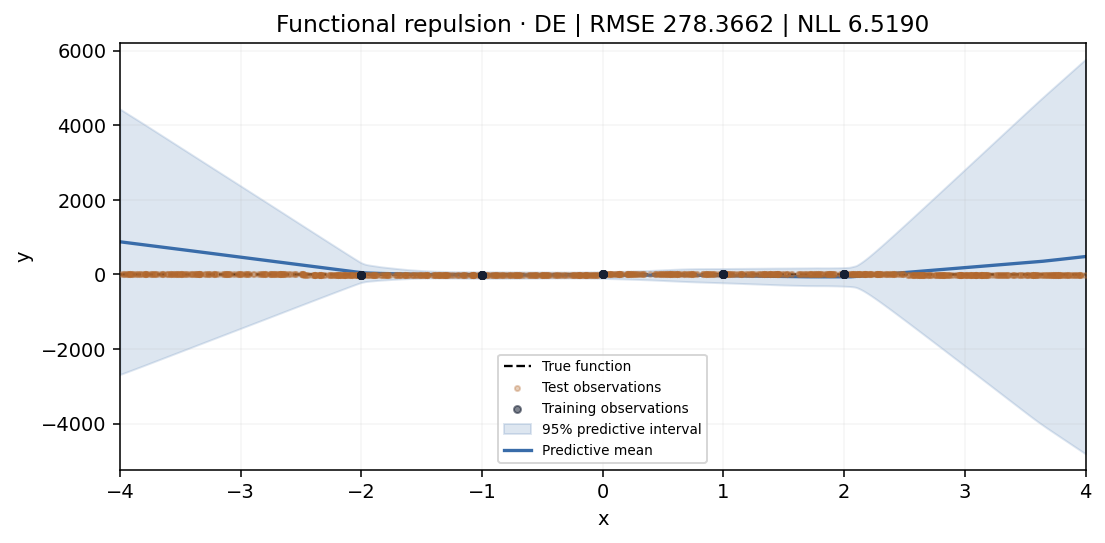 Functional repulsion · DE | RMSE 278.3662 | NLL 6.5190
6000
4000
2000
0
−2000
−4000
y
True function
Test observations
Training observations
95% predictive interval
Predictive mean
−4 −3 −2 −1 0 1 2 3 4
x